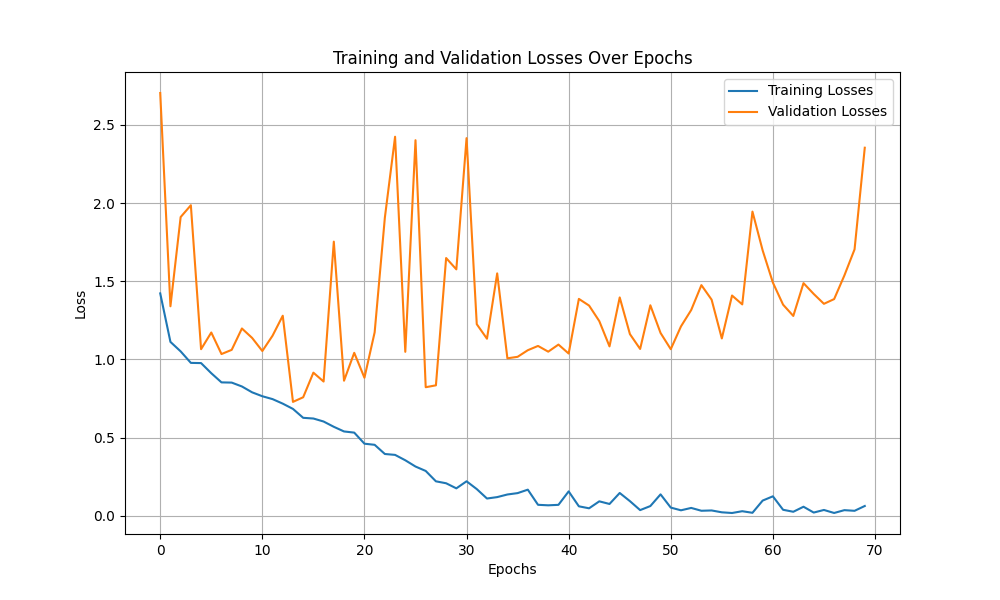 Training and Validation Losses Over Epochs
Training Losses
Validation Losses
2.5
2.0
1.5
1.0
0.5
0.0
Loss
0 10 20 30 40 50 60 70
Epochs